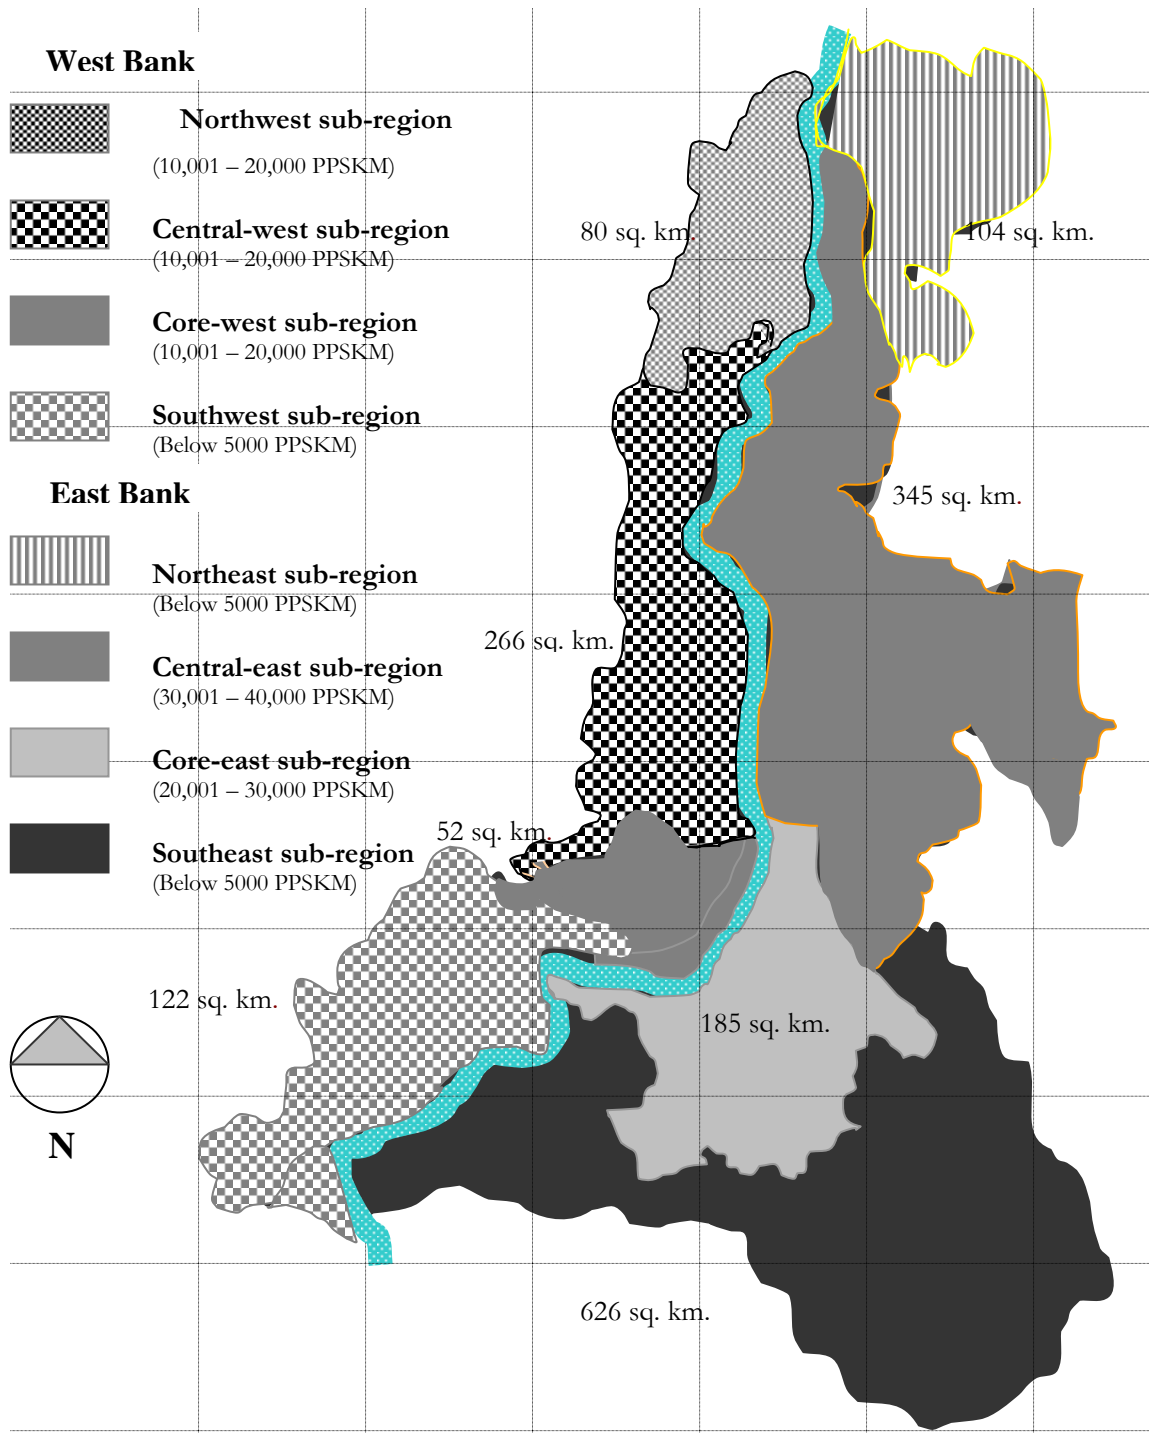 West Bank
Northwest sub-region
(10,001 – 20,000 PPSKM)
Central-west sub-region
(10,001 – 20,000 PPSKM)
Core-west sub-region
(10,001 – 20,000 PPSKM)
Southwest sub-region
(Below 5000 PPSKM)
East Bank
Northeast sub-region
(Below 5000 PPSKM)
Central-east sub-region
(30,001 – 40,000 PPSKM)
Core-east sub-region
(20,001 – 30,000 PPSKM)
Southeast sub-region
(Below 5000 PPSKM)
N
80 sq. km.
104 sq. km.
345 sq. km.
266 sq. km.
52 sq. km.
122 sq. km.
185 sq. km.
626 sq. km.